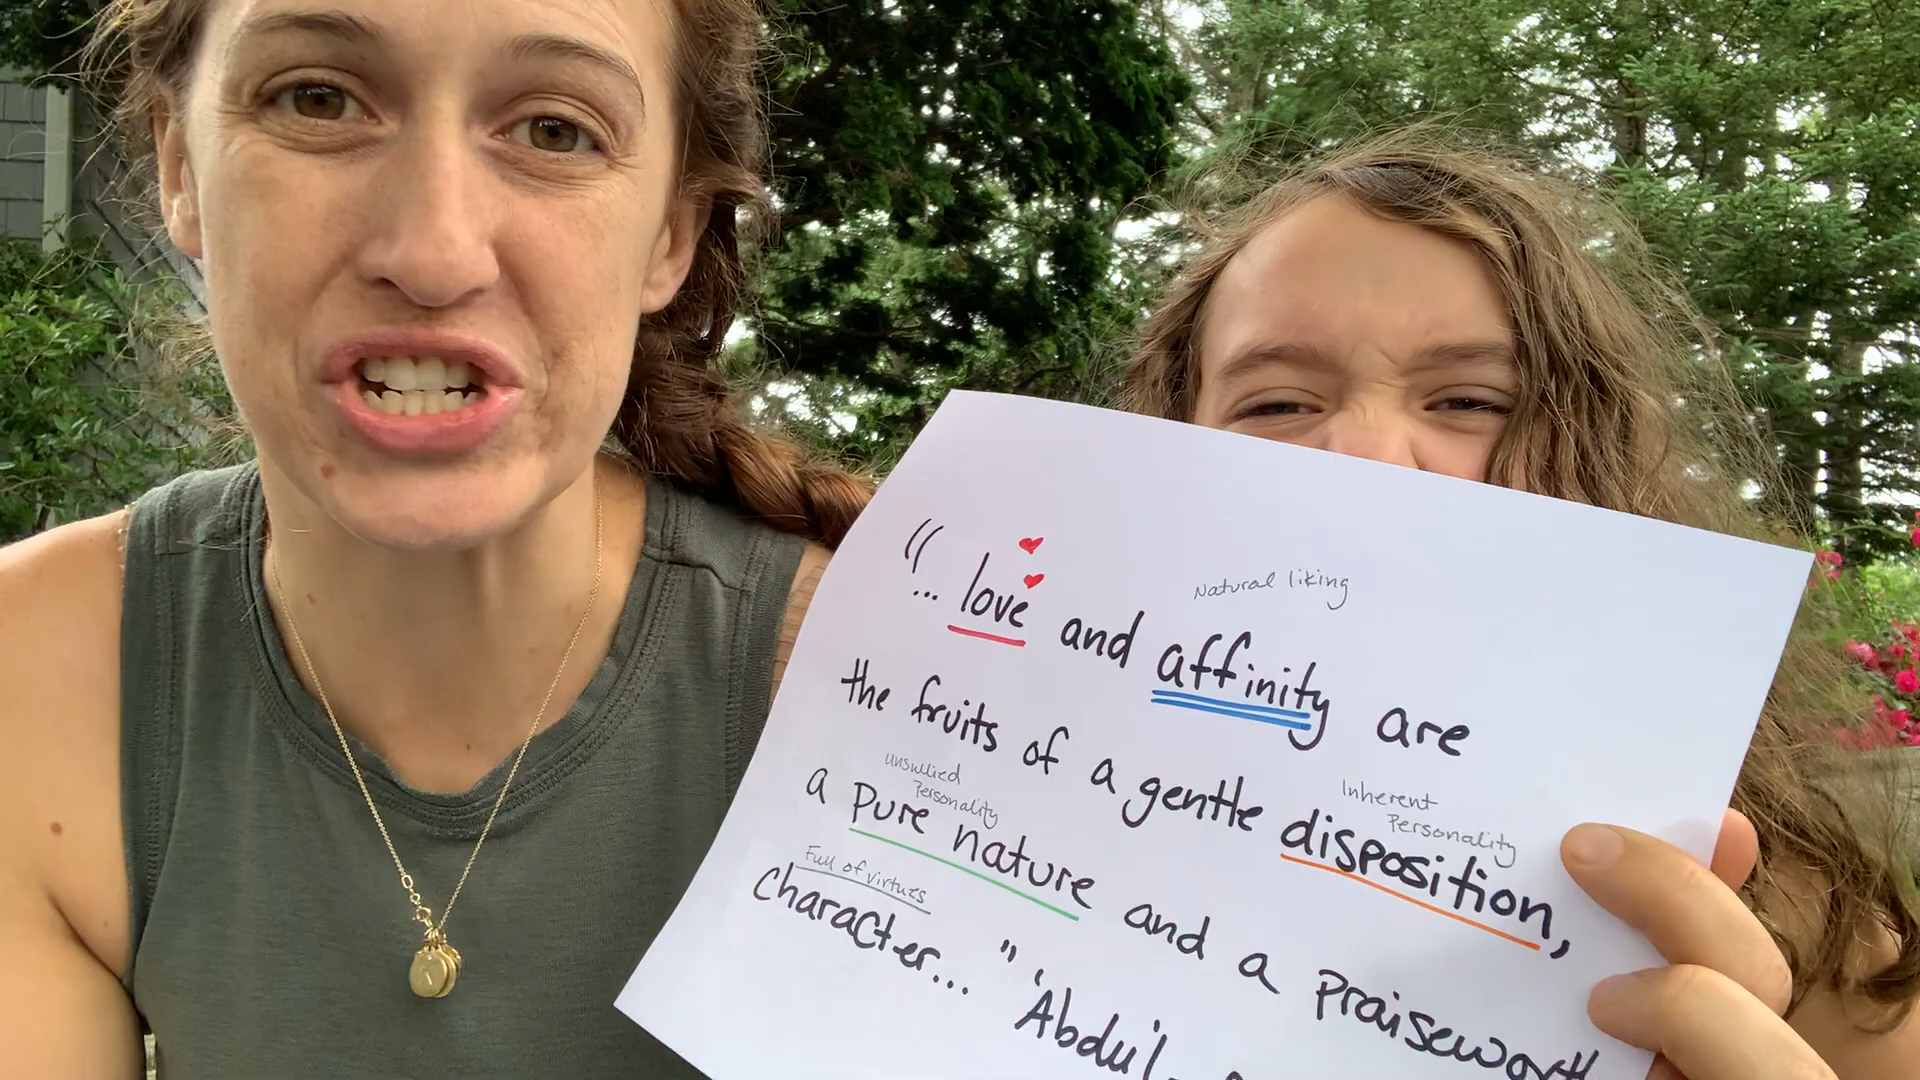 "... love and affinity are
Natural liking
the fruits of a gentle disposition,
Inherent
Personality
a pure nature and a praiseworth
unsullied
Personality
character..." 'Abdu'l-
Full of virtues